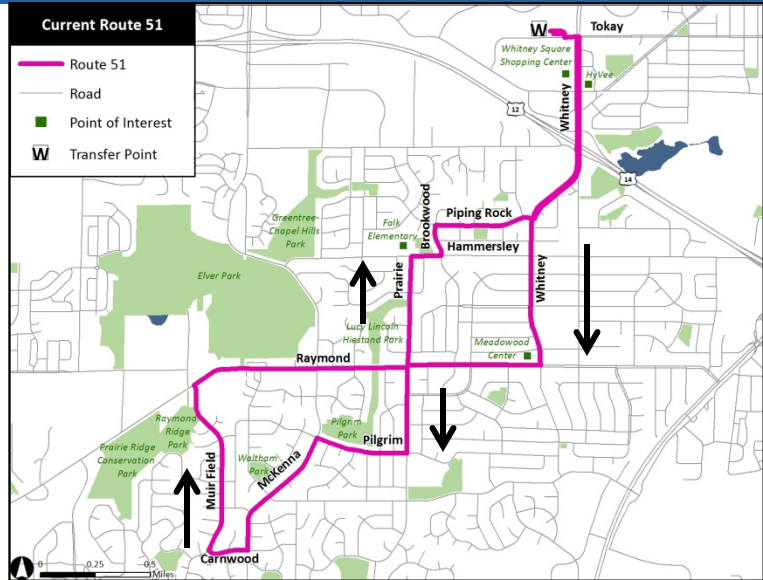 Current Route 51
Route 51
Road
Point of Interest
W Transfer Point
W
Tokay
Whitney Square
Shopping Center
HyVee
Whitney
12
14
Brookwood
Piping Rock
Greentree-
Chapel Hills
Park
Falk
Elementary
Hammersley
Prairie
Whitney
Elver Park
Lucy Lincoln
Hiestand Park
Meadowood
Center
Raymond
Raymond
Ridge
Park
Pilgrim
Park
Pilgrim
Prairie Ridge
Conservation
Park
Muir Field
Waltham
Park
McKenna
Carnwood
0 0.25 0.5
Miles